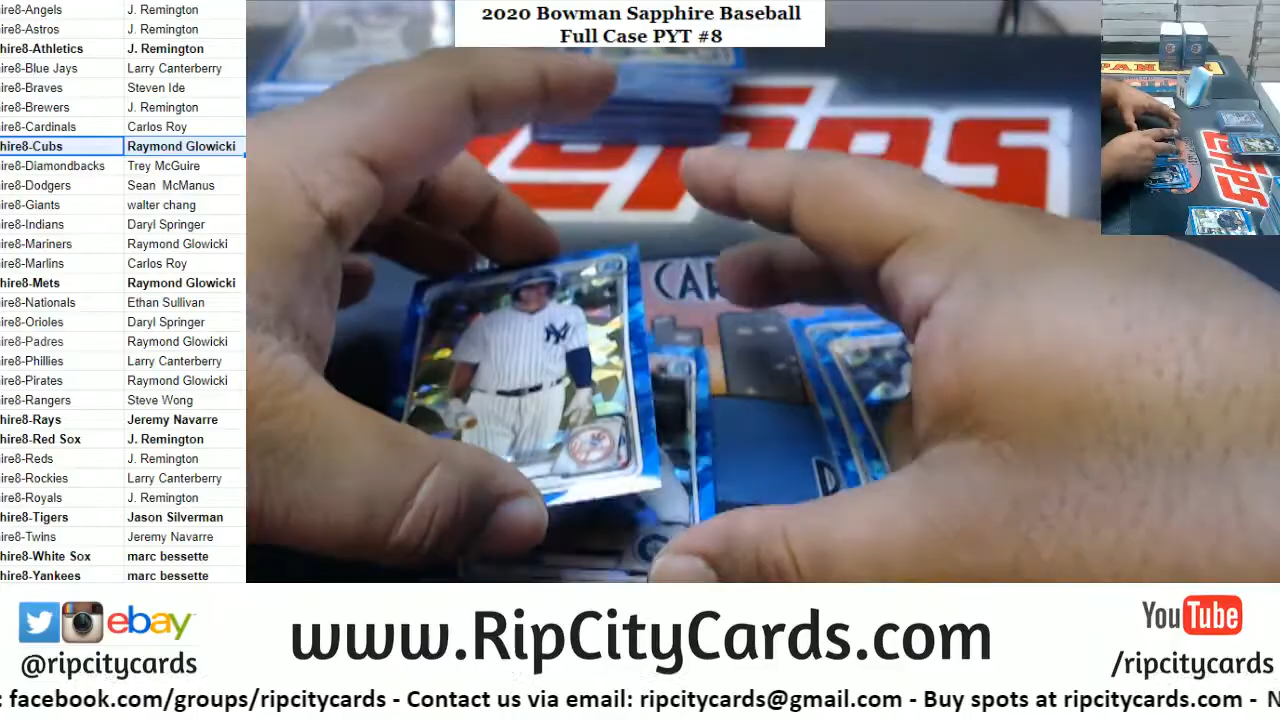 2020 Bowman Sapphire Baseball
Full Case PYT #8
ire8-Angels J. Remington
ire8-Astros J. Remington
hire8-Athletics J. Remington
ire8-Blue Jays Larry Canterberry
ire8-Braves Steven Ide
ire8-Brewers J. Remington
ire8-Cardinals Carlos Roy
hire8-Cubs Raymond Glowicki
ire8-Diamondbacks Trey McGuire
ire8-Dodgers Sean McManus
ire8-Giants walter chang
ire8-Indians Daryl Springer
ire8-Mariners Raymond Glowicki
ire8-Marlins Carlos Roy
hire8-Mets Raymond Glowicki
ire8-Nationals Ethan Sullivan
ire8-Orioles Daryl Springer
ire8-Padres Raymond Glowicki
ire8-Phillies Larry Canterberry
ire8-Pirates Raymond Glowicki
ire8-Rangers Steve Wong
hire8-Rays Jeremy Navarre
hire8-Red Sox J. Remington
ire8-Reds J. Remington
ire8-Rockies Larry Canterberry
ire8-Royals J. Remington
hire8-Tigers Jason Silverman
ire8-Twins Jeremy Navarre
hire8-White Sox marc bessette
hire8-Yankees marc bessette
Topps
ebay
@ripcitycards
www.RipCityCards.com
YouTube
/ripcitycards
: facebook.com/groups/ripcitycards - Contact us via email: ripcitycards@gmail.com - Buy spots at ripcitycards.com - N